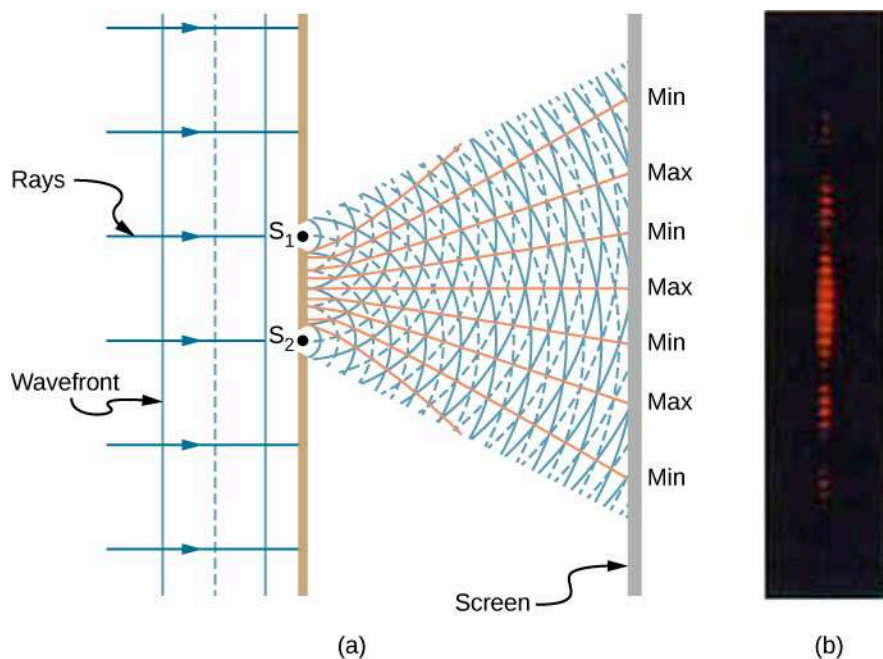 Min
Max
Rays
S1
Min
Max
S2
Min
Wavefront
Max
Min
Screen
(a)
(b)